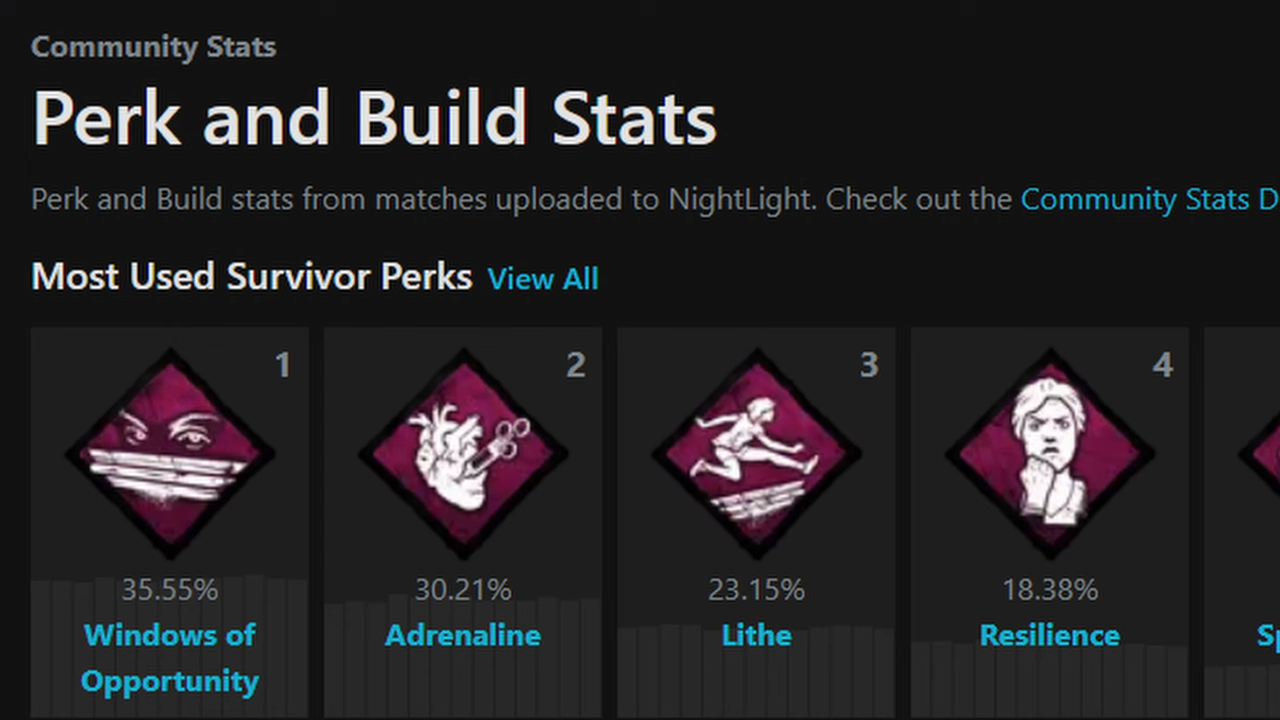 Community Stats
Perk and Build Stats
Perk and Build stats from matches uploaded to NightLight. Check out the Community Stats D
Most Used Survivor Perks View All
1
2
3
4
35.55%
30.21%
23.15%
18.38%
Windows of
Opportunity
Adrenaline
Lithe
Resilience